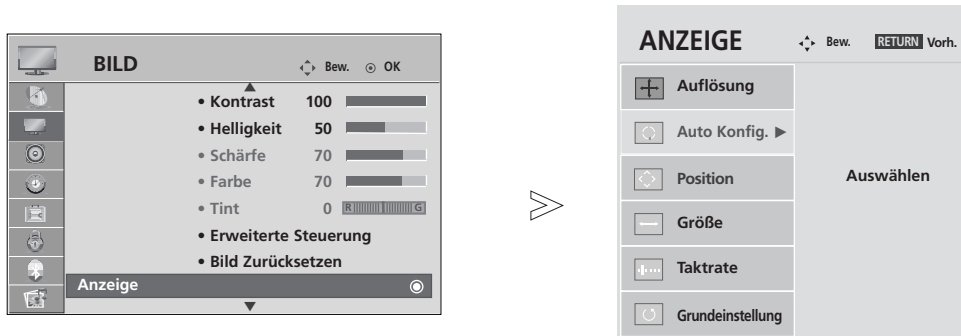 BILD
Bew. OK
• Kontrast 100
• Helligkeit 50
• Schärfe 70
• Farbe 70
• Tint 0 R G
• Erweiterte Steuerung
• Bild Zurücksetzen
Anzeige
ANZEIGE
Bew. RETURN Vorh.
Auflösung
Auto Konfig. ▶
Position
Größe
Taktrate
Grundeinstellung
Auswählen